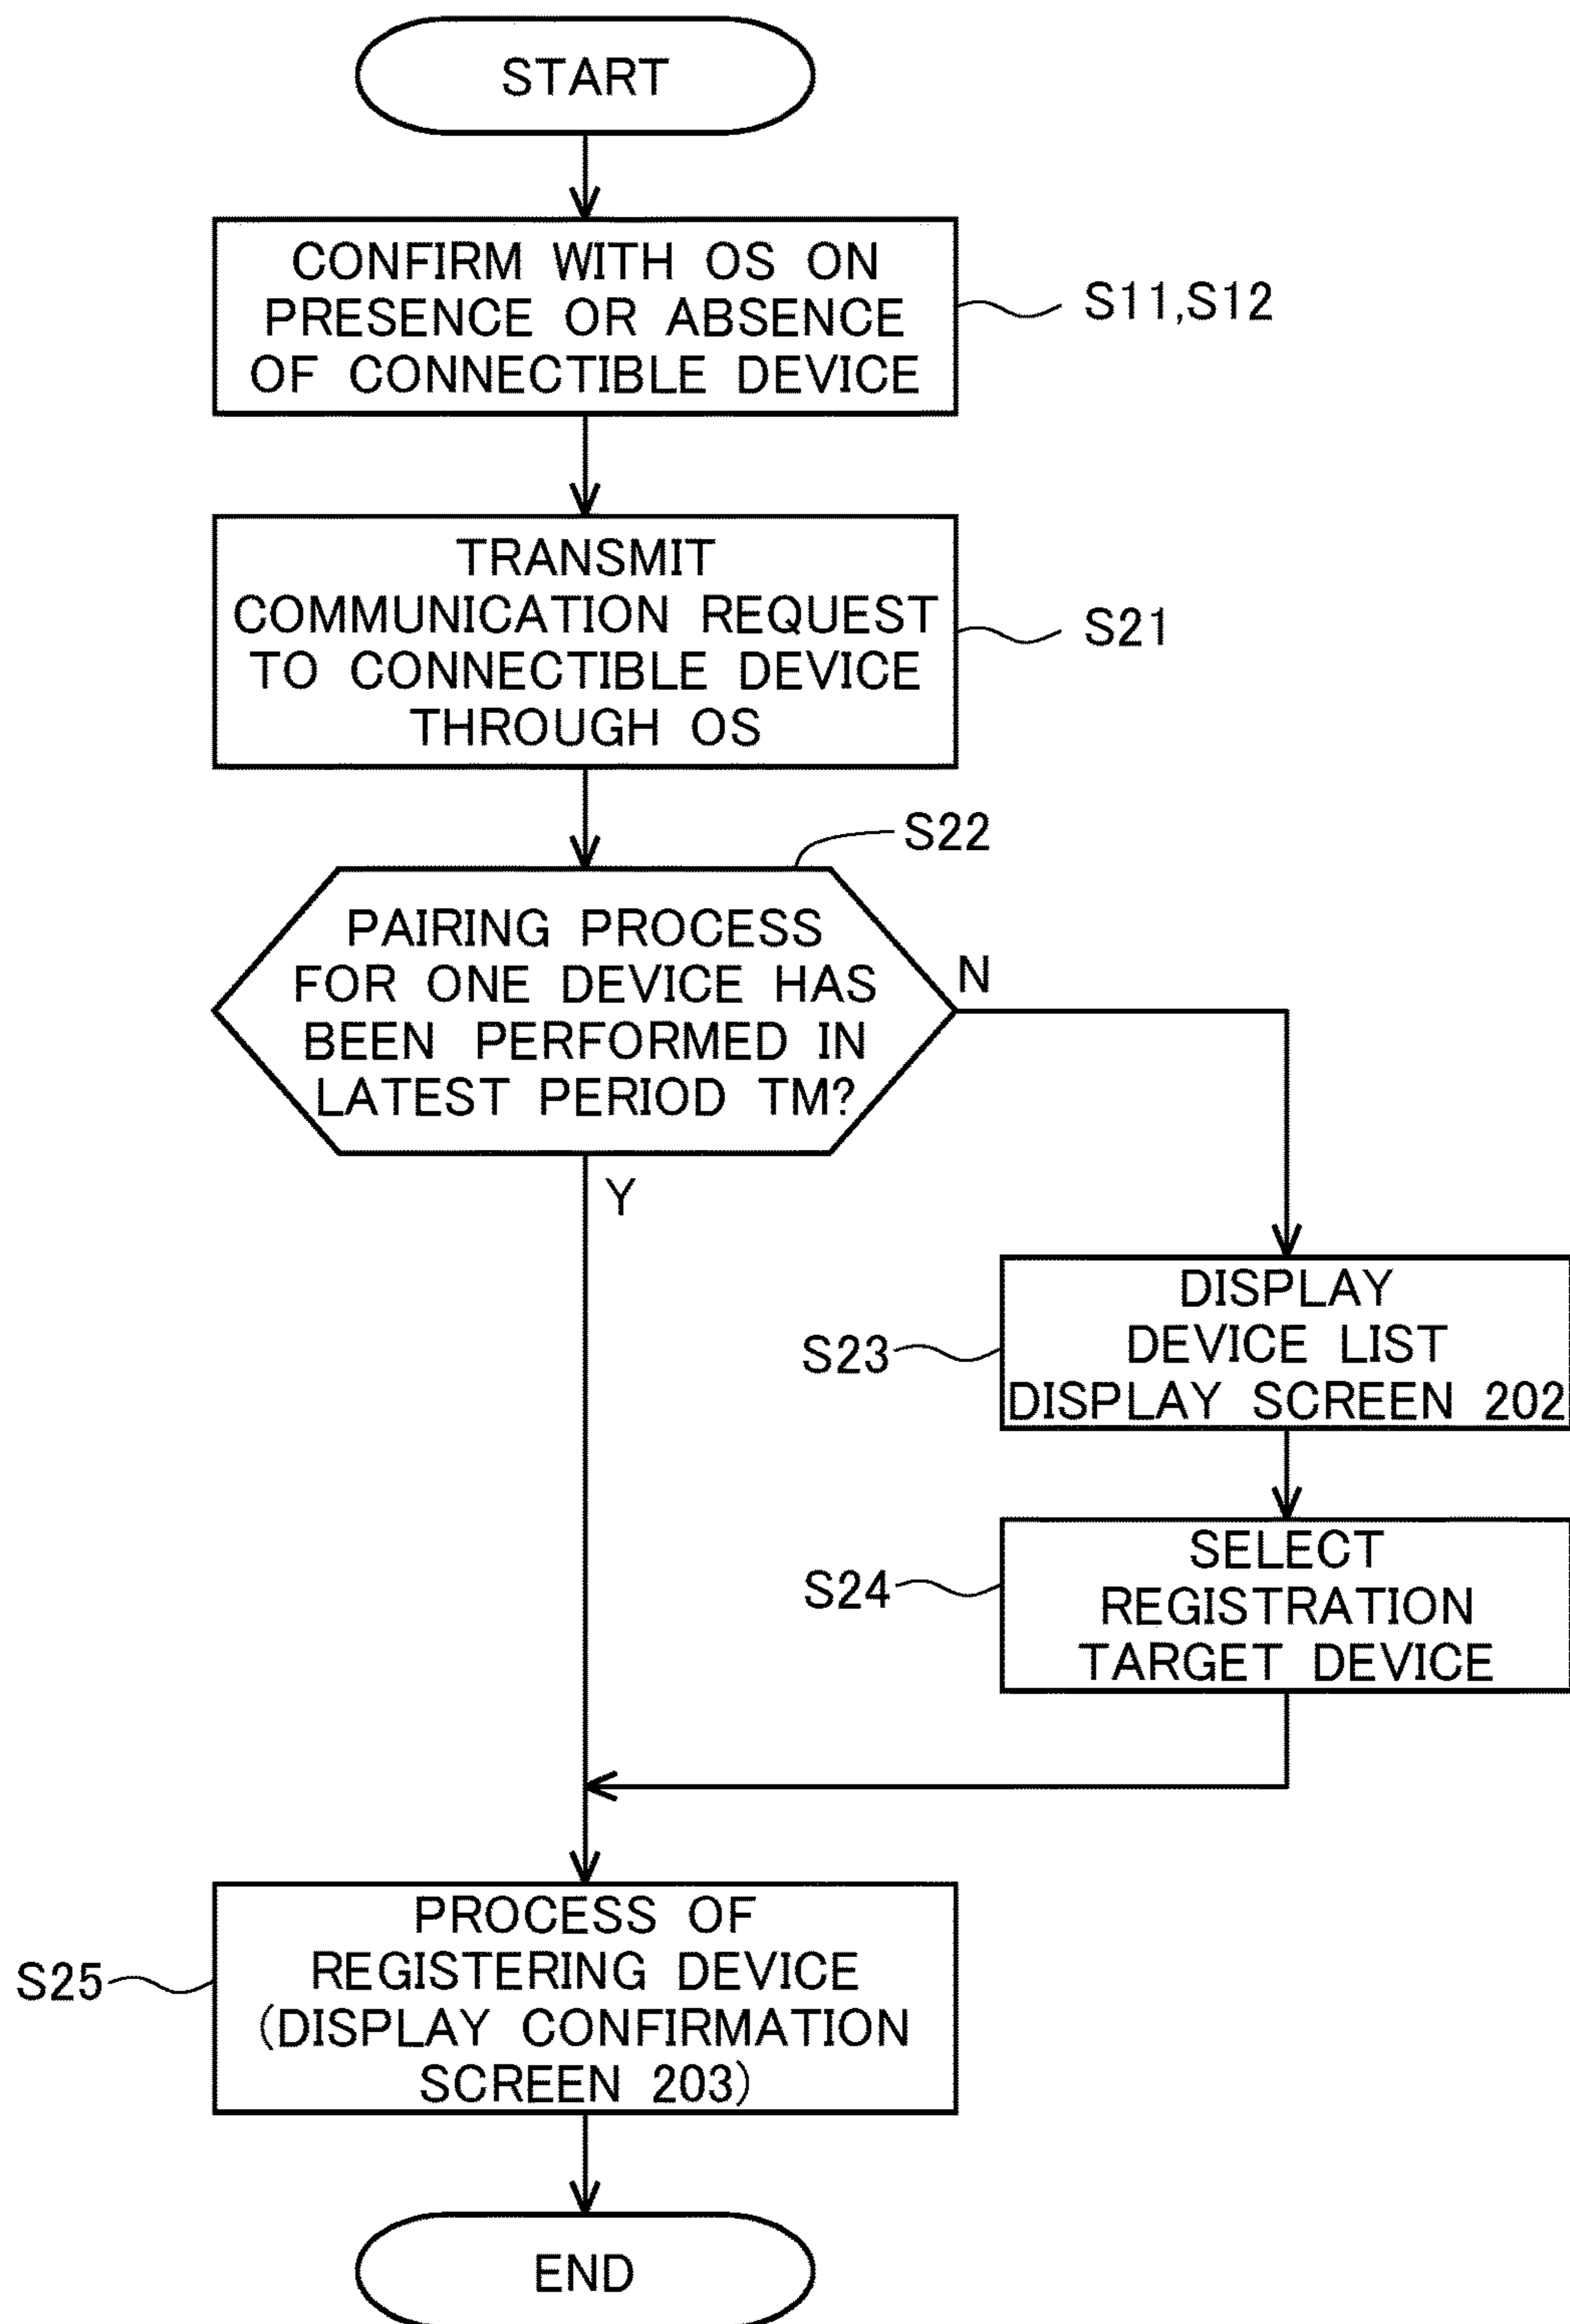 START
CONFIRM WITH OS ON
PRESENCE OR ABSENCE
OF CONNECTIBLE DEVICE
S11,S12
TRANSMIT
COMMUNICATION REQUEST
TO CONNECTIBLE DEVICE
THROUGH OS
S21
S22
PAIRING PROCESS
FOR ONE DEVICE HAS
BEEN PERFORMED IN
LATEST PERIOD TM?
N
Y
DISPLAY
DEVICE LIST
DISPLAY SCREEN 202
S23
SELECT
REGISTRATION
TARGET DEVICE
S24
PROCESS OF
REGISTERING DEVICE
(DISPLAY CONFIRMATION
SCREEN 203)
S25
END